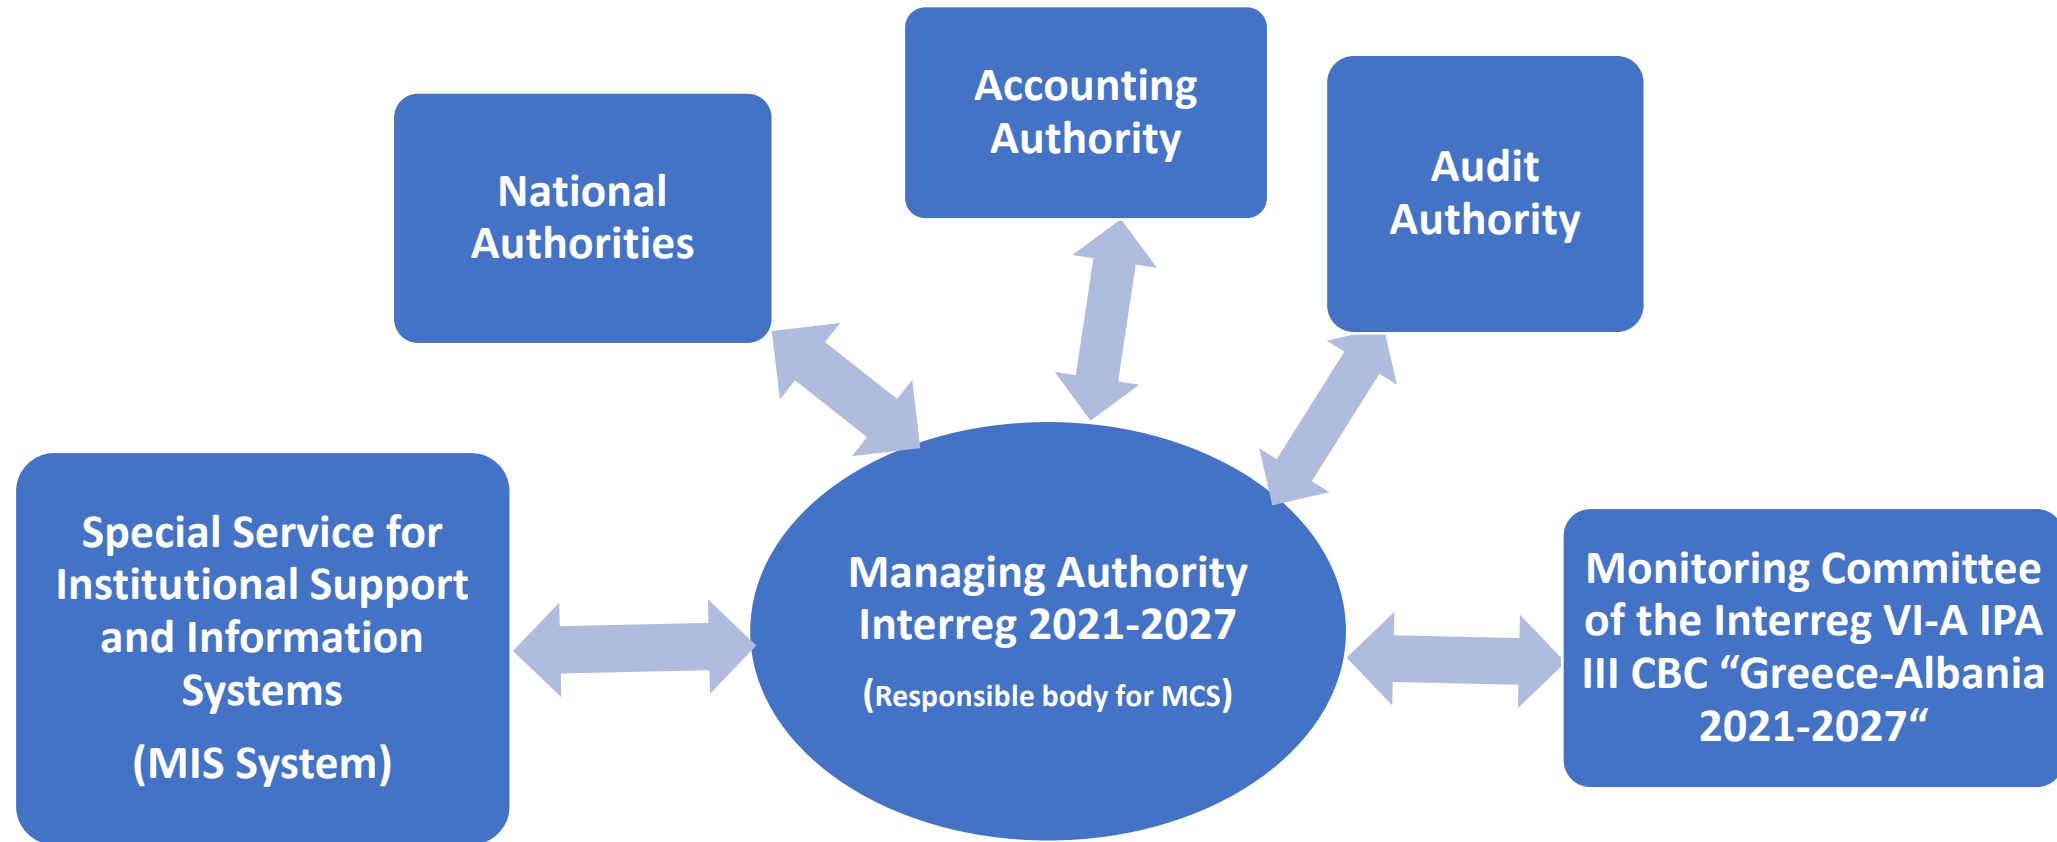 Accounting
Authority
National
Authorities
Audit
Authority
Special Service for
Institutional Support
and Information
Systems
(MIS System)
Managing Authority
Interreg 2021-2027
(Responsible body for MCS)
Monitoring Committee
of the Interreg VI-A IPA
III CBC “Greece-Albania
2021-2027“